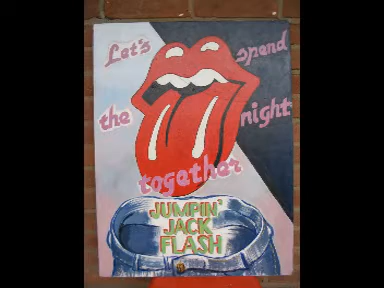 Let's spend
the night
together
JUMPIN'
JACK
FLASH